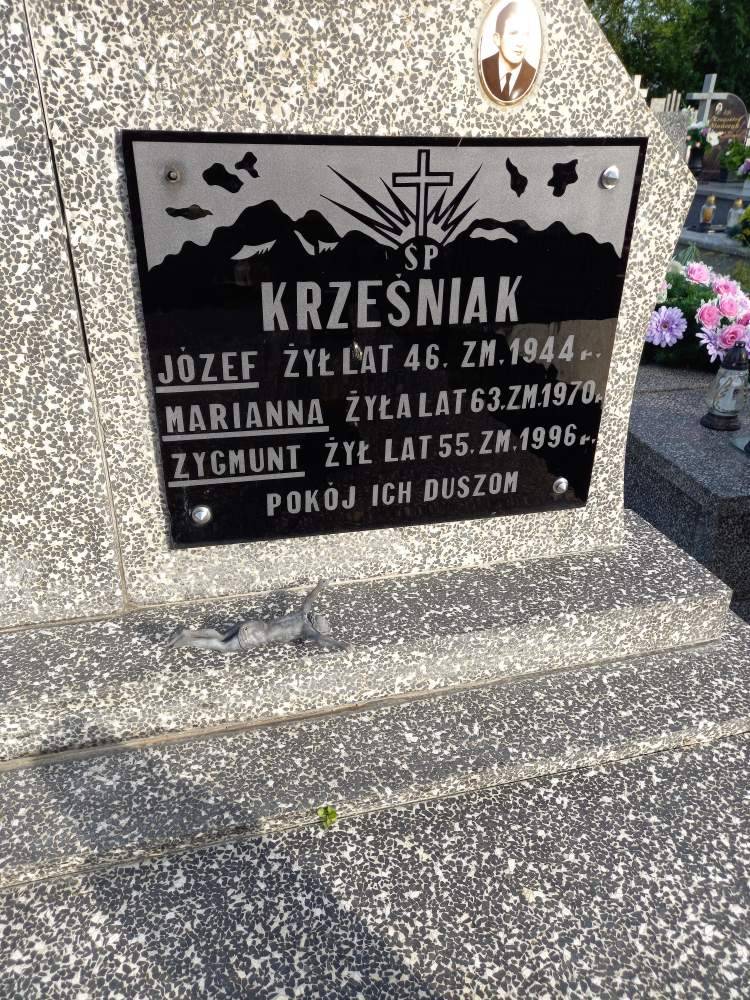 ŚP
KRZEŚNIAK
JÓZEF ŻYŁ LAT 46. ZM. 1944 r.
MARIANNA ŻYŁA LAT 63. ZM. 1970 r.
ZYGMUNT ŻYŁ LAT 55. ZM. 1996 r.
POKÓJ ICH DUSZOM